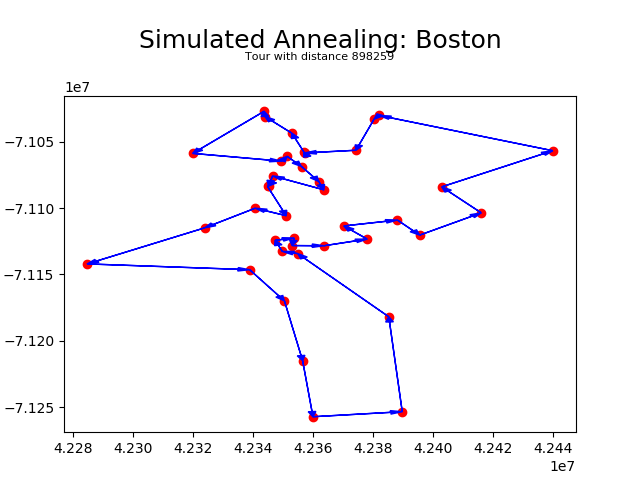 Simulated Annealing: Boston
Tour with distance 898259
1e7
−7.105
−7.110
−7.115
−7.120
−7.125
4.228 4.230 4.232 4.234 4.236 4.238 4.240 4.242 4.244
1e7